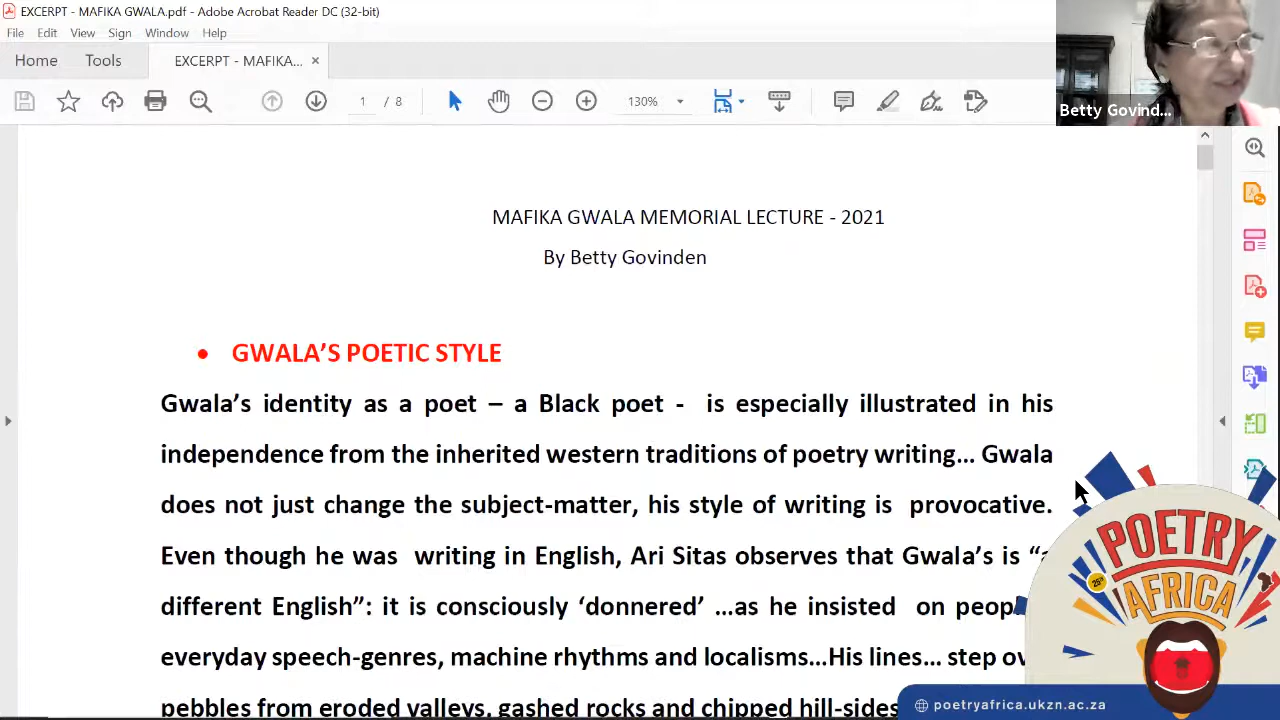 EXCERPT - MAFIKA GWALA.pdf - Adobe Acrobat Reader DC (32-bit)
File Edit View Sign Window Help
Home Tools EXCERPT - MAFIKA... ×
1 / 8 130%
Betty Govind...
MAFIKA GWALA MEMORIAL LECTURE - 2021
By Betty Govinden
• GWALA’S POETIC STYLE
Gwala’s identity as a poet – a Black poet - is especially illustrated in his
independence from the inherited western traditions of poetry writing… Gwala
does not just change the subject-matter, his style of writing is provocative.
Even though he was writing in English, Ari Sitas observes that Gwala’s is “a
different English”: it is consciously ‘donnered’ …as he insisted on
everyday speech-genres, machine rhythms and localisms…His lines… step
pebbles from eroded valleys, gashed rocks and chipped hill-sides
POETRY
25TH
AFRICA
poetryafrica.ukzn.ac.za